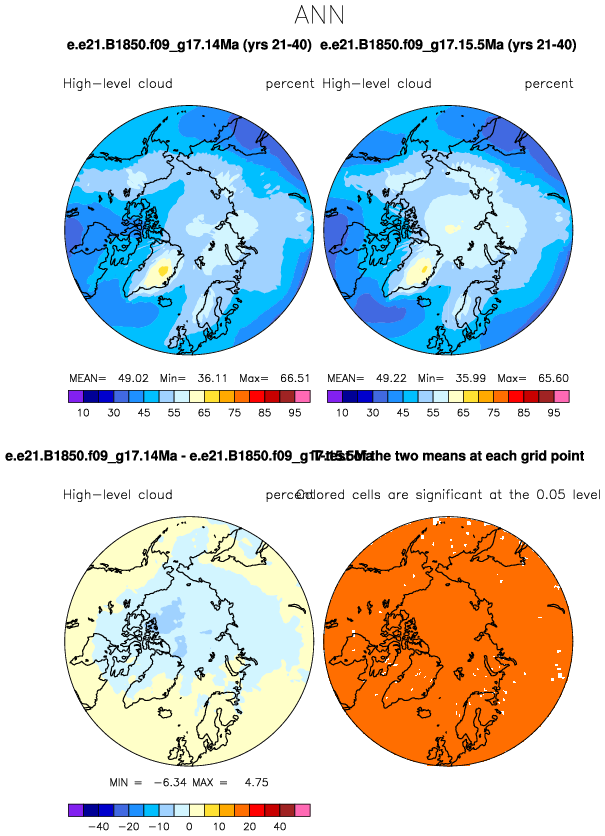 ANN
e.e21.B1850.f09_g17.14Ma (yrs 21-40) e.e21.B1850.f09_g17.15.5Ma (yrs 21-40)
High-level cloud percent High-level cloud percent
MEAN= 49.02 Min= 36.11 Max= 66.51 MEAN= 49.22 Min= 35.99 Max= 65.60
10 30 45 55 65 75 85 95 10 30 45 55 65 75 85 95
e.e21.B1850.f09_g17.14Ma - e.e21.B1850.f09_g17.15.5Ma T-test of the two means at each grid point
High-level cloud percent Colored cells are significant at the 0.05 level
MIN = -6.34 MAX = 4.75
-40 -20 -10 0 10 20 40